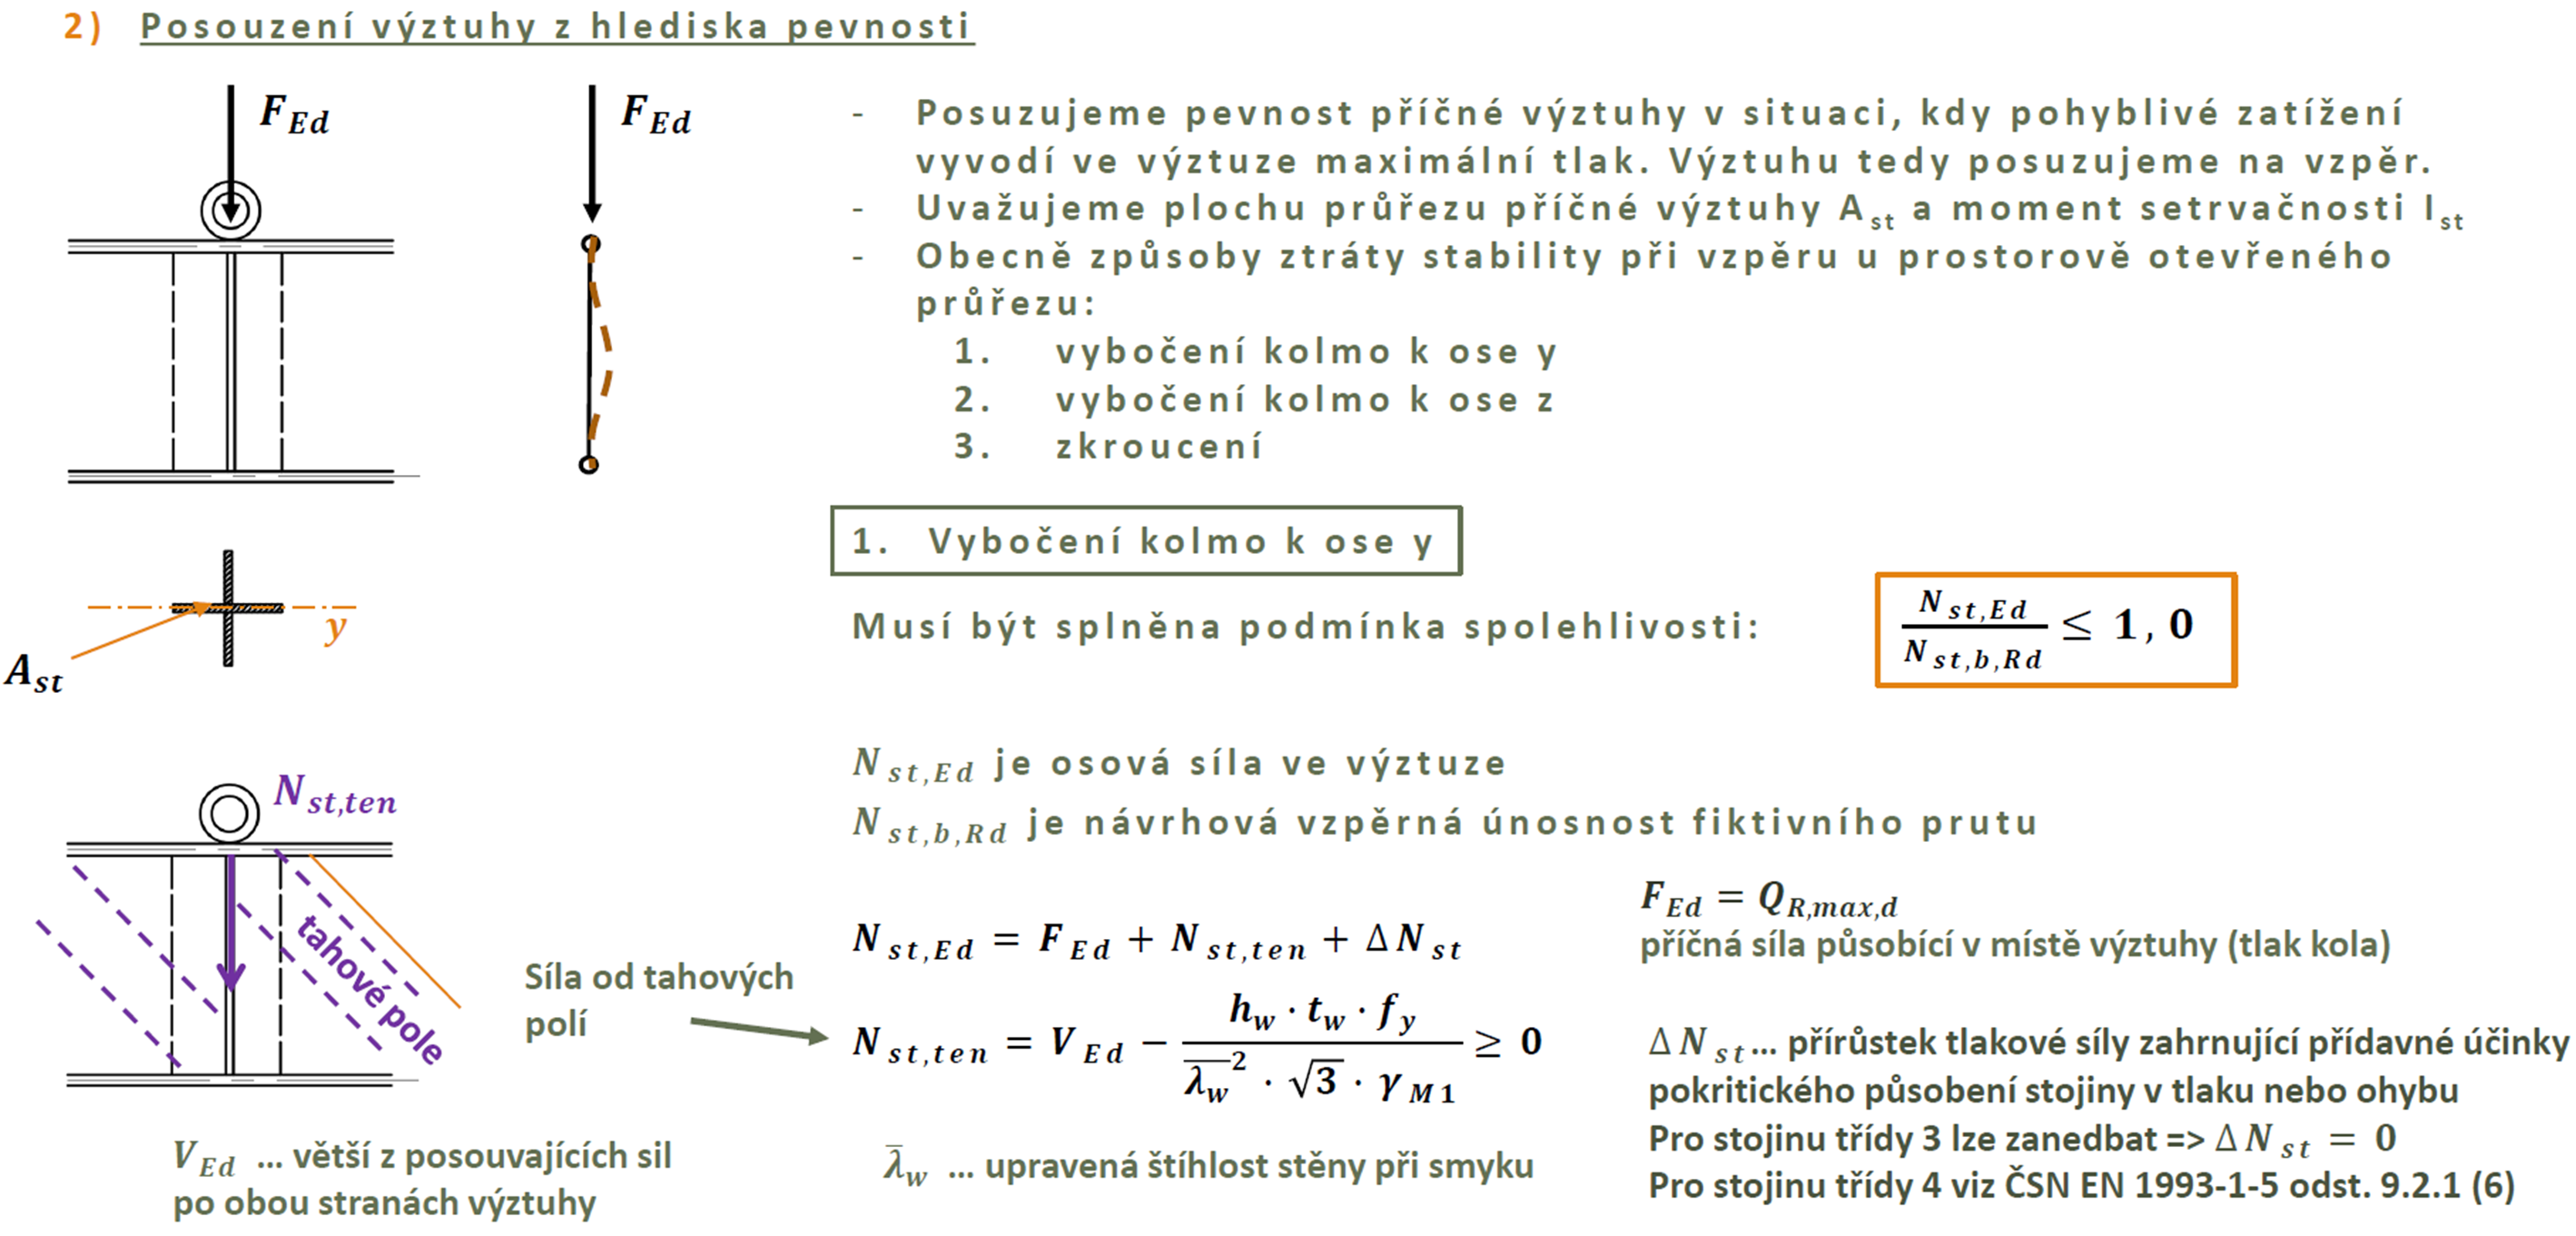 2) Posouzení výztuhy z hlediska pevnosti
F_Ed
F_Ed
- Posuzujeme pevnost příčné výztuhy v situaci, kdy pohyblivé zatížení
vyvodí ve výztuze maximální tlak. Výztuhu tedy posuzujeme na vzpěr.
- Uvažujeme plochu průřezu příčné výztuhy A_st a moment setrvačnosti I_st
- Obecně způsoby ztráty stability při vzpěru u prostorově otevřeného
průřezu:
1. vybočení kolmo k ose y
2. vybočení kolmo k ose z
3. zkroucení
1. Vybočení kolmo k ose y
y
A_st
Musí být splněna podmínka spolehlivosti:
N_st,Ed / N_st,b,Rd ≤ 1,0
N_st,Ed je osová síla ve výztuze
N_st,b,Rd je návrhová vzpěrná únosnost fiktivního prutu
N_st,ten
tahové pole
N_st,Ed = F_Ed + N_st,ten + Δ N_st
F_Ed = Q_R,max,d
příčná síla působící v místě výztuhy (tlak kola)
Síla od tahových
polí
N_st,ten = V_Ed − (h_w · t_w · f_y) / (λ̅_w² · √3 · γ_M1) ≥ 0
Δ N_st… přírůstek tlakové síly zahrnující přídavné účinky
pokritického působení stojiny v tlaku nebo ohybu
Pro stojinu třídy 3 lze zanedbat => Δ N_st = 0
Pro stojinu třídy 4 viz ČSN EN 1993-1-5 odst. 9.2.1 (6)
V_Ed … větší z posouvajících sil
po obou stranách výztuhy
λ̅_w … upravená štíhlost stěny při smyku